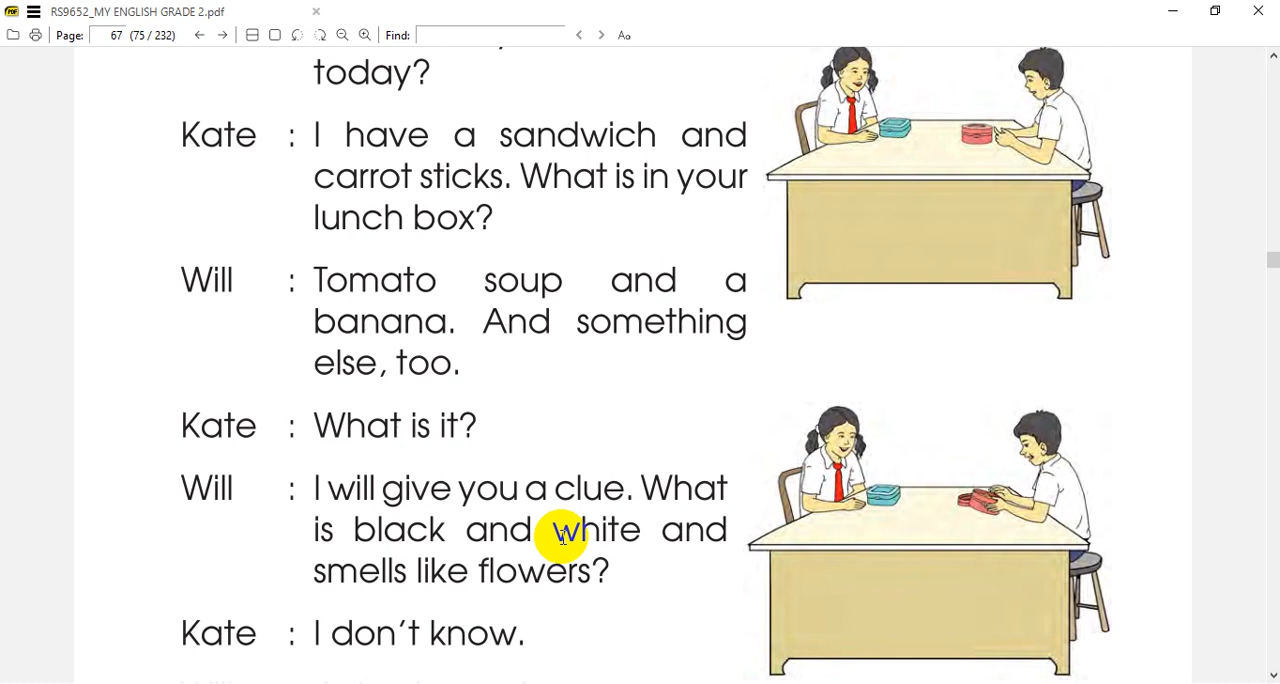 RS9652_MY ENGLISH GRADE 2.pdf
Page: 67 (75 / 232) Find: Aa
today?
Kate : I have a sandwich and
carrot sticks. What is in your
lunch box?
Will : Tomato soup and a
banana. And something
else, too.
Kate : What is it?
Will : I will give you a clue. What
is black and white and
smells like flowers?
Kate : I don't know.